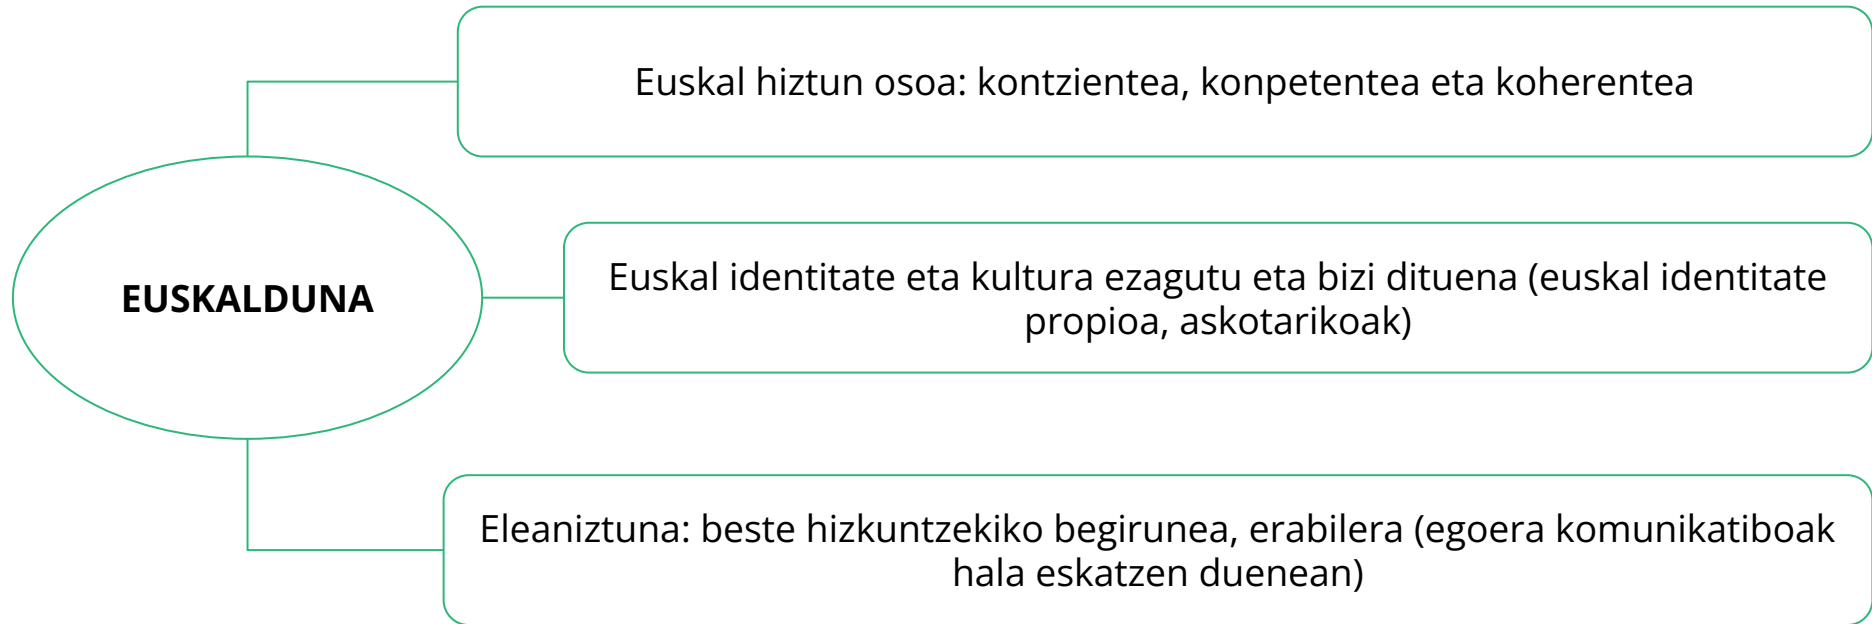 Euskal hiztun osoa: kontzientea, konpetentea eta koherentea
EUSKALDUNA
Euskal identitate eta kultura ezagutu eta bizi dituena (euskal identitate
propioa, askotarikoak)
Eleaniztuna: beste hizkuntzekiko begirunea, erabilera (egoera komunikatiboak
hala eskatzen duenean)